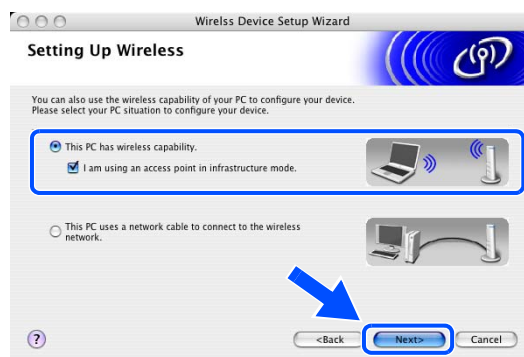 Wirelss Device Setup Wizard
Setting Up Wireless
You can also use the wireless capability of your PC to configure your device.
Please select your PC situation to configure your device.
This PC has wireless capability.
I am using an access point in infrastructure mode.
This PC uses a network cable to connect to the wireless
network.
?
<Back
Next>
Cancel